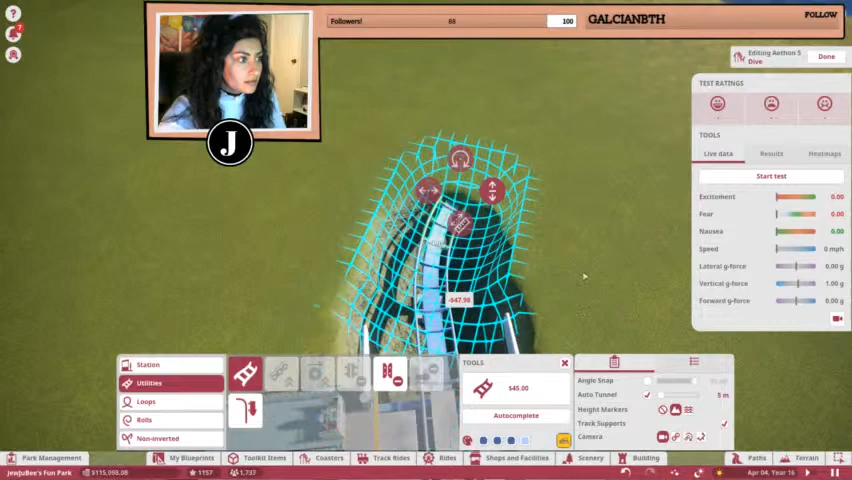 Followers! 88 100 GALCIANBTH FOLLOW
?
7
J
Editing Aethon 5 Dive
Done
TEST RATINGS
TOOLS
Live data Results Heatmaps
Start test
Excitement 0.00
Fear 0.00
Nausea 0.00
Speed 0 mph
Lateral g-force 0.00 g
Vertical g-force 1.00 g
Forward g-force 0.00 g
-$47.98
Station
Utilities
Loops
Rolls
Non-inverted
TOOLS
$45.00
Autocomplete
Angle Snap
Auto Tunnel 5 m
Height Markers
Track Supports
Camera
Park Management My Blueprints Toolkit Items Coasters Track Rides Rides Shops and Facilities Scenery Building Paths Terrain
JewJuBee's Fun Park $115,098.08 1157 1,737 Apr 04, Year 16